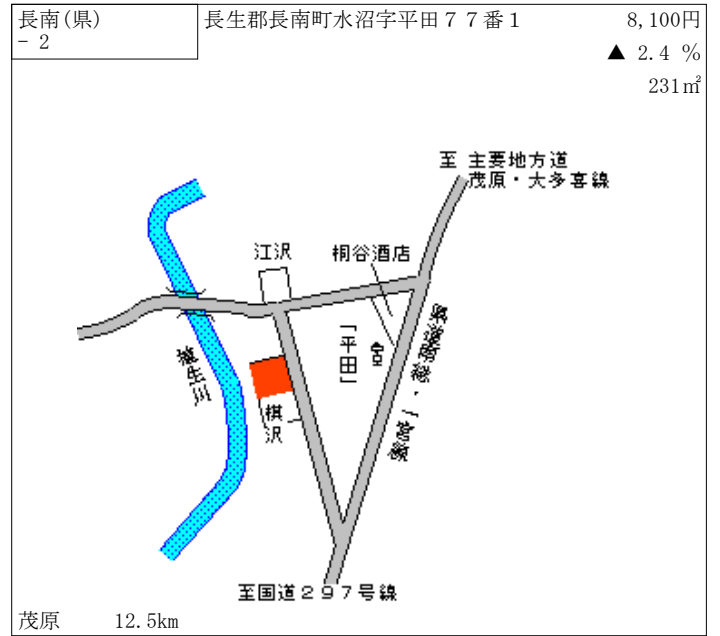 長南(県)
- 2
長生郡長南町水沼字平田77番1
8,100円
▲ 2.4 %
231㎡
至 主要地方道
茂原・大多喜線
江沢
桐谷酒店
「平田」
生川
棋
沢
至国道297号線
茂原 12.5km